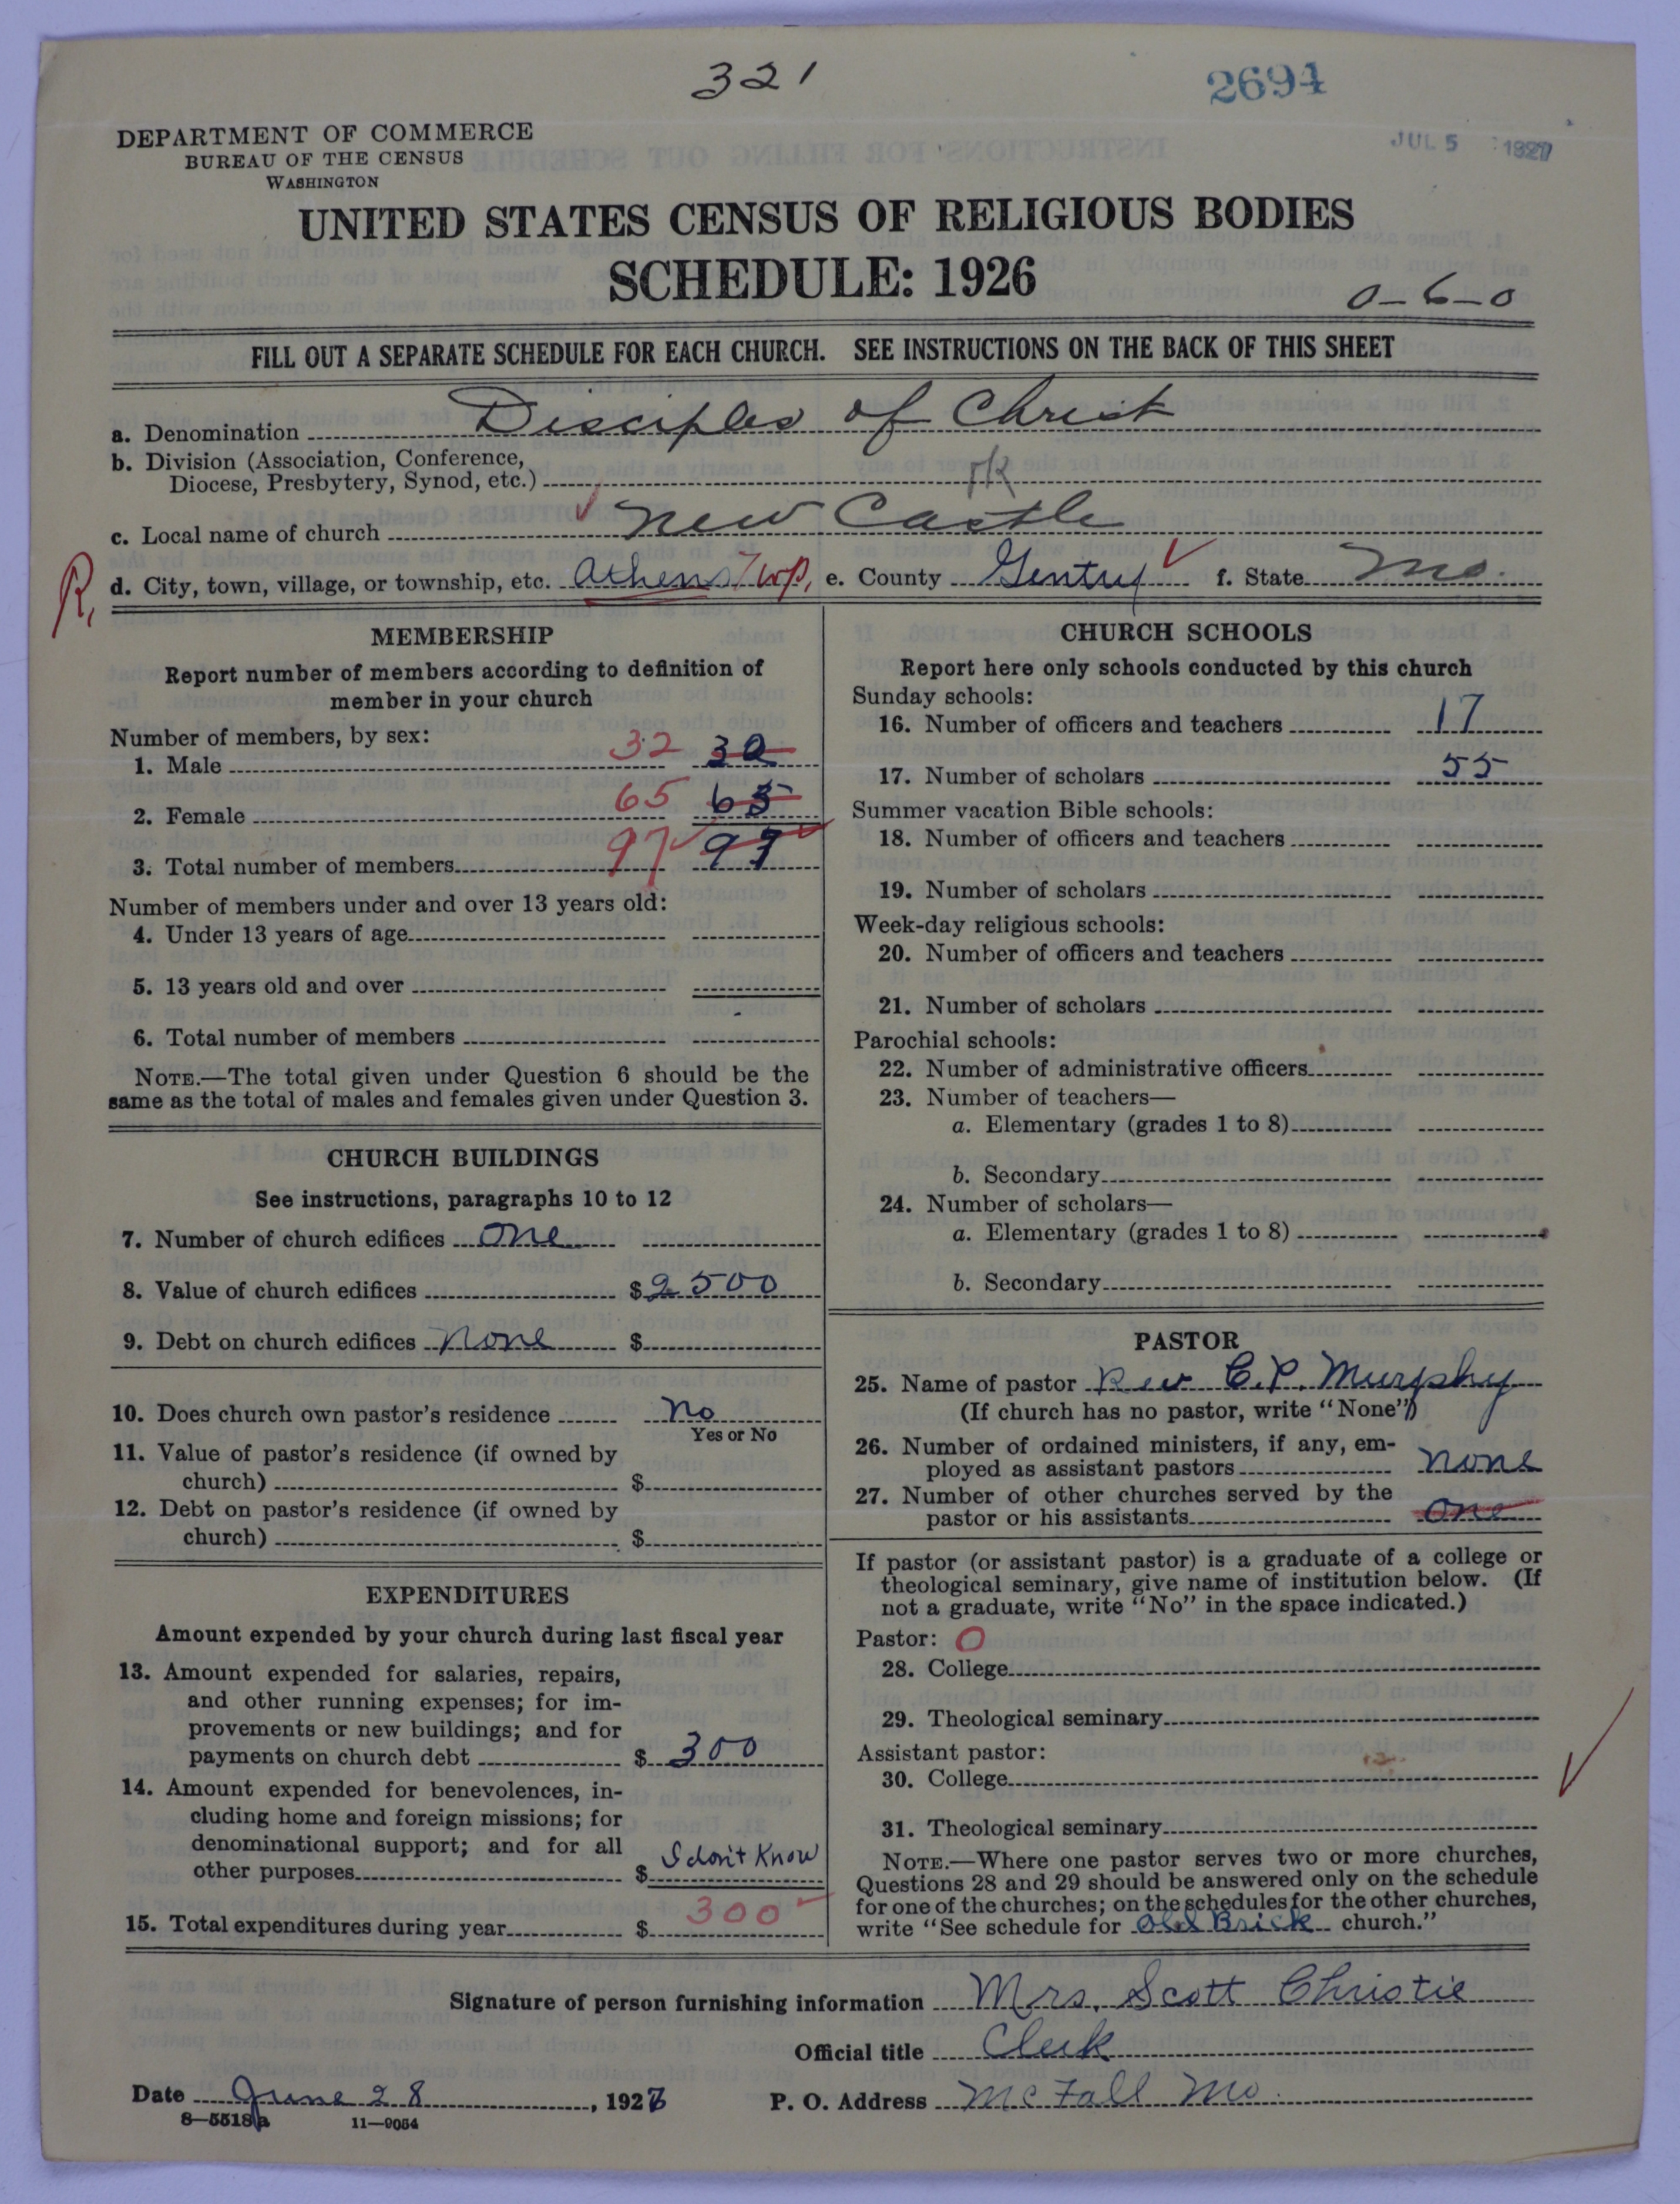 321
2694
DEPARTMENT OF COMMERCE
BUREAU OF THE CENSUS
WASHINGTON
JUL 5 1927
UNITED STATES CENSUS OF RELIGIOUS BODIES
SCHEDULE: 1926
0-6-0
FILL OUT A SEPARATE SCHEDULE FOR EACH CHURCH. SEE INSTRUCTIONS ON THE BACK OF THIS SHEET
a. Denomination Disciples of Christ
b. Division (Association, Conference,
Diocese, Presbytery, Synod, etc.)
c. Local name of church New Castle
R. d. City, town, village, or township, etc. Athens Twp, e. County Gentry f. State Mo.
MEMBERSHIP
Report number of members according to definition of
member in your church
Number of members, by sex:
1. Male 32
2. Female 65
3. Total number of members 97 97
Number of members under and over 13 years old:
4. Under 13 years of age
5. 13 years old and over
6. Total number of members
NOTE.—The total given under Question 6 should be the
same as the total of males and females given under Question 3.
CHURCH BUILDINGS
See instructions, paragraphs 10 to 12
7. Number of church edifices One
8. Value of church edifices $2500
9. Debt on church edifices None $
10. Does church own pastor's residence No
Yes or No
11. Value of pastor's residence (if owned by
church) $
12. Debt on pastor's residence (if owned by
church) $
EXPENDITURES
Amount expended by your church during last fiscal year
13. Amount expended for salaries, repairs,
and other running expenses; for im-
provements or new buildings; and for
payments on church debt $ 300
14. Amount expended for benevolences, in-
cluding home and foreign missions; for
denominational support; and for all
other purposes $ I don't Know
15. Total expenditures during year $ 300
CHURCH SCHOOLS
Report here only schools conducted by this church
Sunday schools:
16. Number of officers and teachers 17
17. Number of scholars 55
Summer vacation Bible schools:
18. Number of officers and teachers
19. Number of scholars
Week-day religious schools:
20. Number of officers and teachers
21. Number of scholars
Parochial schools:
22. Number of administrative officers
23. Number of teachers—
a. Elementary (grades 1 to 8)
b. Secondary
24. Number of scholars—
a. Elementary (grades 1 to 8)
b. Secondary
PASTOR
25. Name of pastor Rev C.P. Murphy
(If church has no pastor, write "None")
26. Number of ordained ministers, if any, em-
ployed as assistant pastors None
27. Number of other churches served by the
pastor or his assistants One
If pastor (or assistant pastor) is a graduate of a college or
theological seminary, give name of institution below. (If
not a graduate, write "No" in the space indicated.)
Pastor: O
28. College
29. Theological seminary
Assistant pastor:
30. College
31. Theological seminary
NOTE.—Where one pastor serves two or more churches,
Questions 28 and 29 should be answered only on the schedule
for one of the churches; on the schedules for the other churches,
write "See schedule for Old Brick church."
Signature of person furnishing information Mrs. Scott Christie
Official title Clerk
Date June 28, 1927 P. O. Address McFall Mo.
8—5518a 11—9054